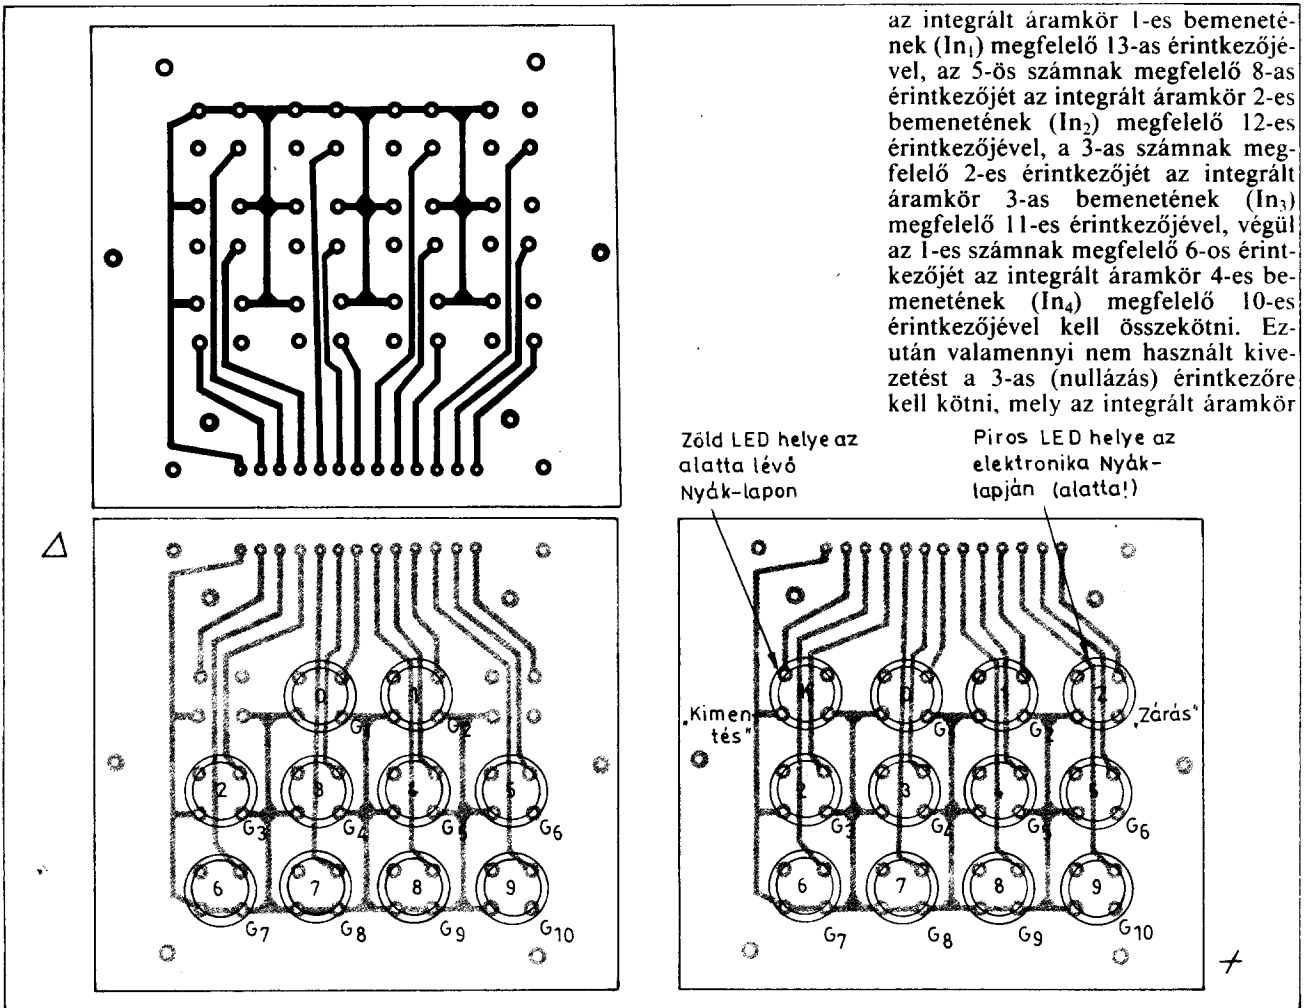 az integrált áramkör 1-es bemeneté-
nek (In₁) megfelelő 13-as érintkezőjé-
vel, az 5-ös számnak megfelelő 8-as
érintkezőjét az integrált áramkör 2-es
bemenetének (In₂) megfelelő 12-es
érintkezőjével, a 3-as számnak meg-
felelő 2-es érintkezőjét az integrált
áramkör 3-as bemenetének (In₃)
megfelelő 11-es érintkezőjével, végül
az 1-es számnak megfelelő 6-os érint-
kezőjét az integrált áramkör 4-es be-
menetének (In₄) megfelelő 10-es
érintkezőjével kell összekötni. Ez-
után valamennyi nem használt kive-
zetést a 3-as (nullázás) érintkezőre
kell kötni, mely az integrált áramkör
Zöld LED helye az
alatta lévő
Nyák-lapon
Piros LED helye az
elektronika Nyák-
lapján (alatta!)
0 1
G1 G2
2 3 4 5
G3 G4 G5 G6
6 7 8 9
G7 G8 G9 G10
K 0 1 Z
„Kimen-
tés"
G1 G2
„Zárás"
2 3 4 5
G3 G4 G5 G6
6 7 8 9
G7 G8 G9 G10